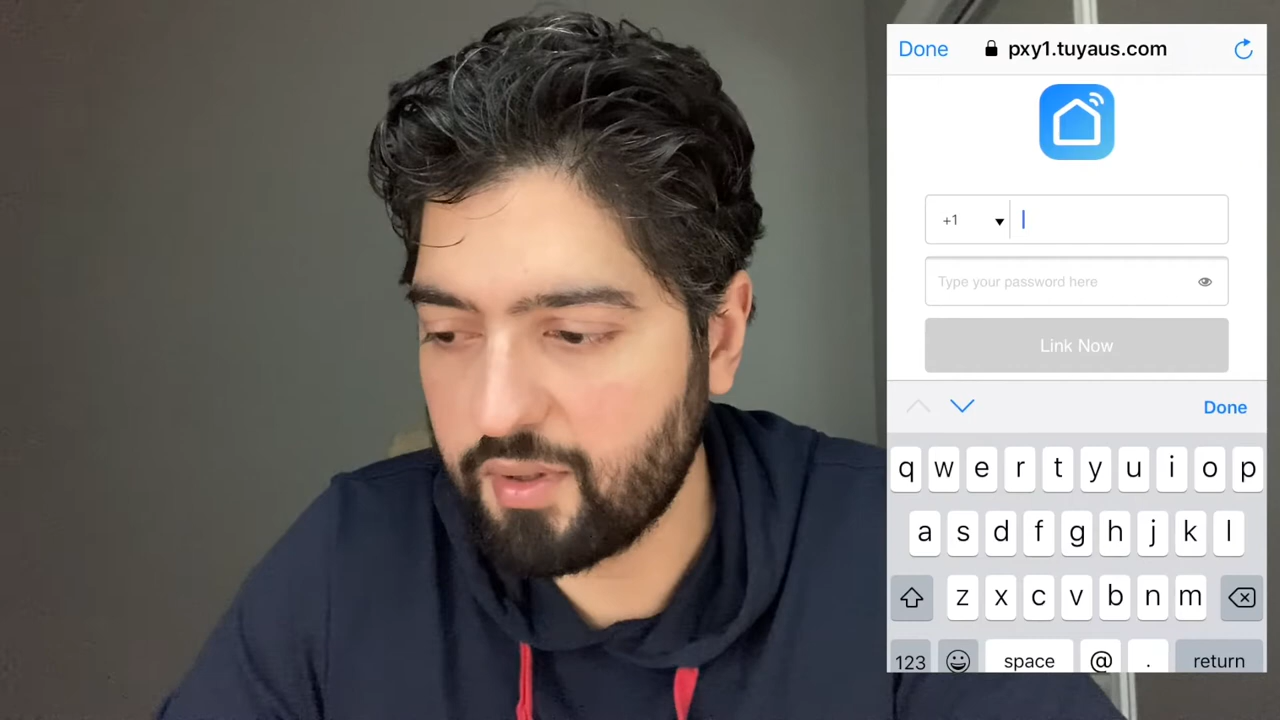 Done pxy1.tuyaus.com
+1
Type your password here
Link Now
Done
q w e r t y u i o p
a s d f g h j k l
z x c v b n m
123 space @ . return